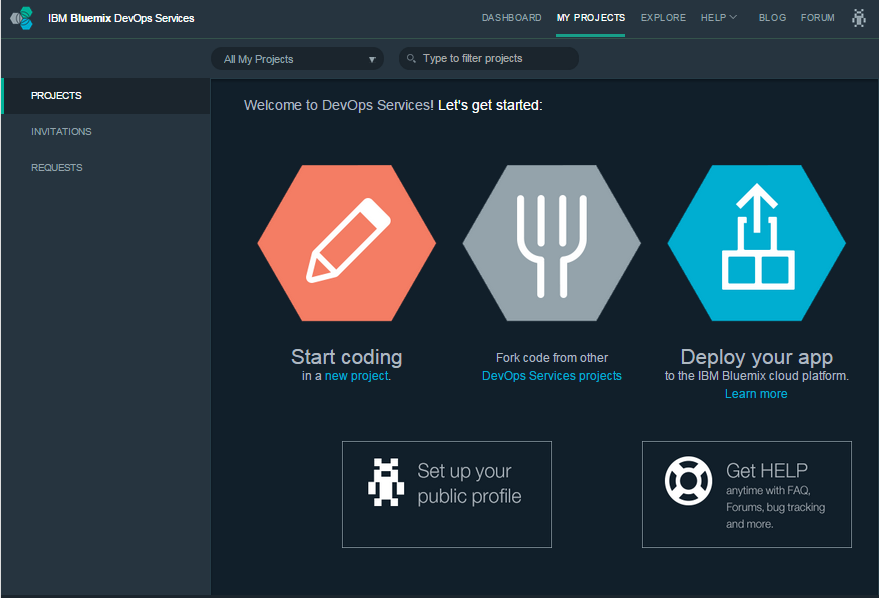 IBM Bluemix DevOps Services
DASHBOARD MY PROJECTS EXPLORE HELP BLOG FORUM
All My Projects
Type to filter projects
PROJECTS
INVITATIONS
REQUESTS
Welcome to DevOps Services! Let's get started:
Start coding
in a new project.
Fork code from other
DevOps Services projects
Deploy your app
to the IBM Bluemix cloud platform.
Learn more
Set up your
public profile
Get HELP
anytime with FAQ,
Forums, bug tracking
and more.